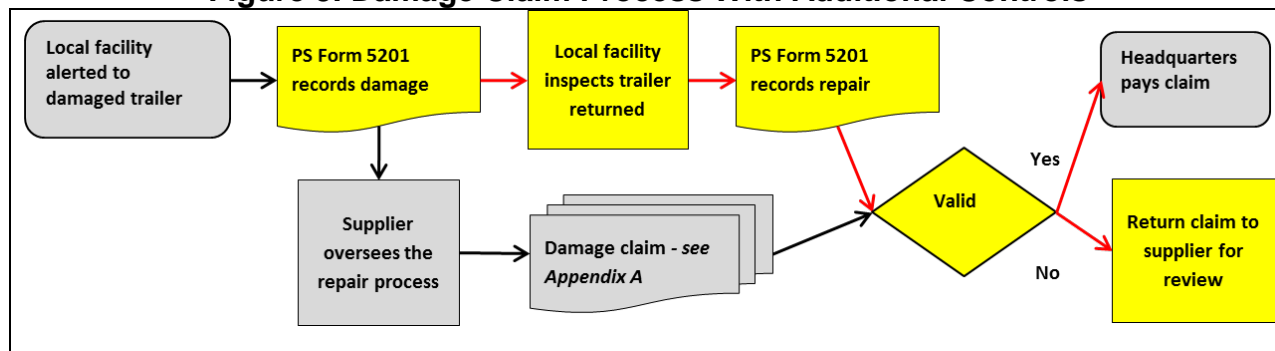 Local facility
alerted to
damaged trailer
PS Form 5201
records damage
Local facility
inspects trailer
returned
PS Form 5201
records repair
Headquarters
pays claim
Yes
Valid
No
Return claim to
supplier for
review
Supplier
oversees the
repair process
Damage claim - see
Appendix A